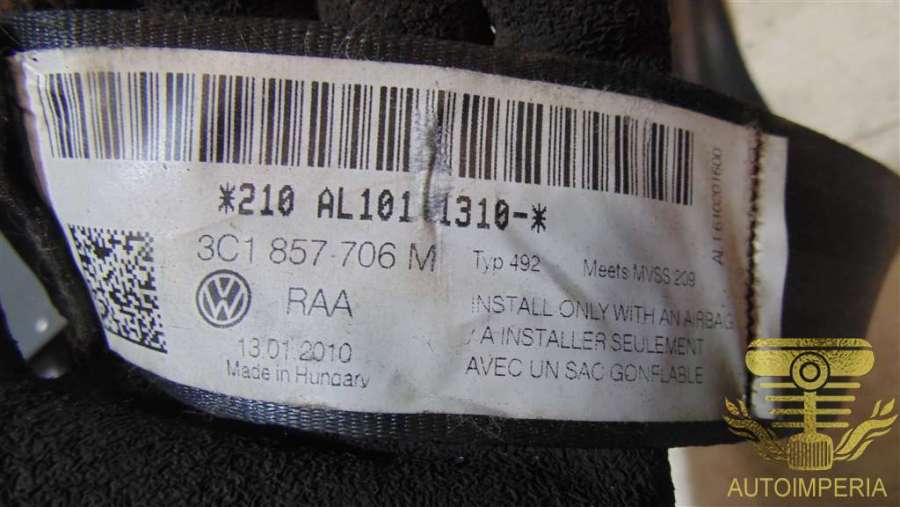 *210 AL101 1310-*
3C1 857 706 M
Typ 492
Meets MVSS 209
RAA
INSTALL ONLY WITH AN AIRBAG
/ A INSTALLER SEULEMENT
AVEC UN SAC GONFLABLE
13.01.2010
Made in Hungary
AUTOIMPERIA